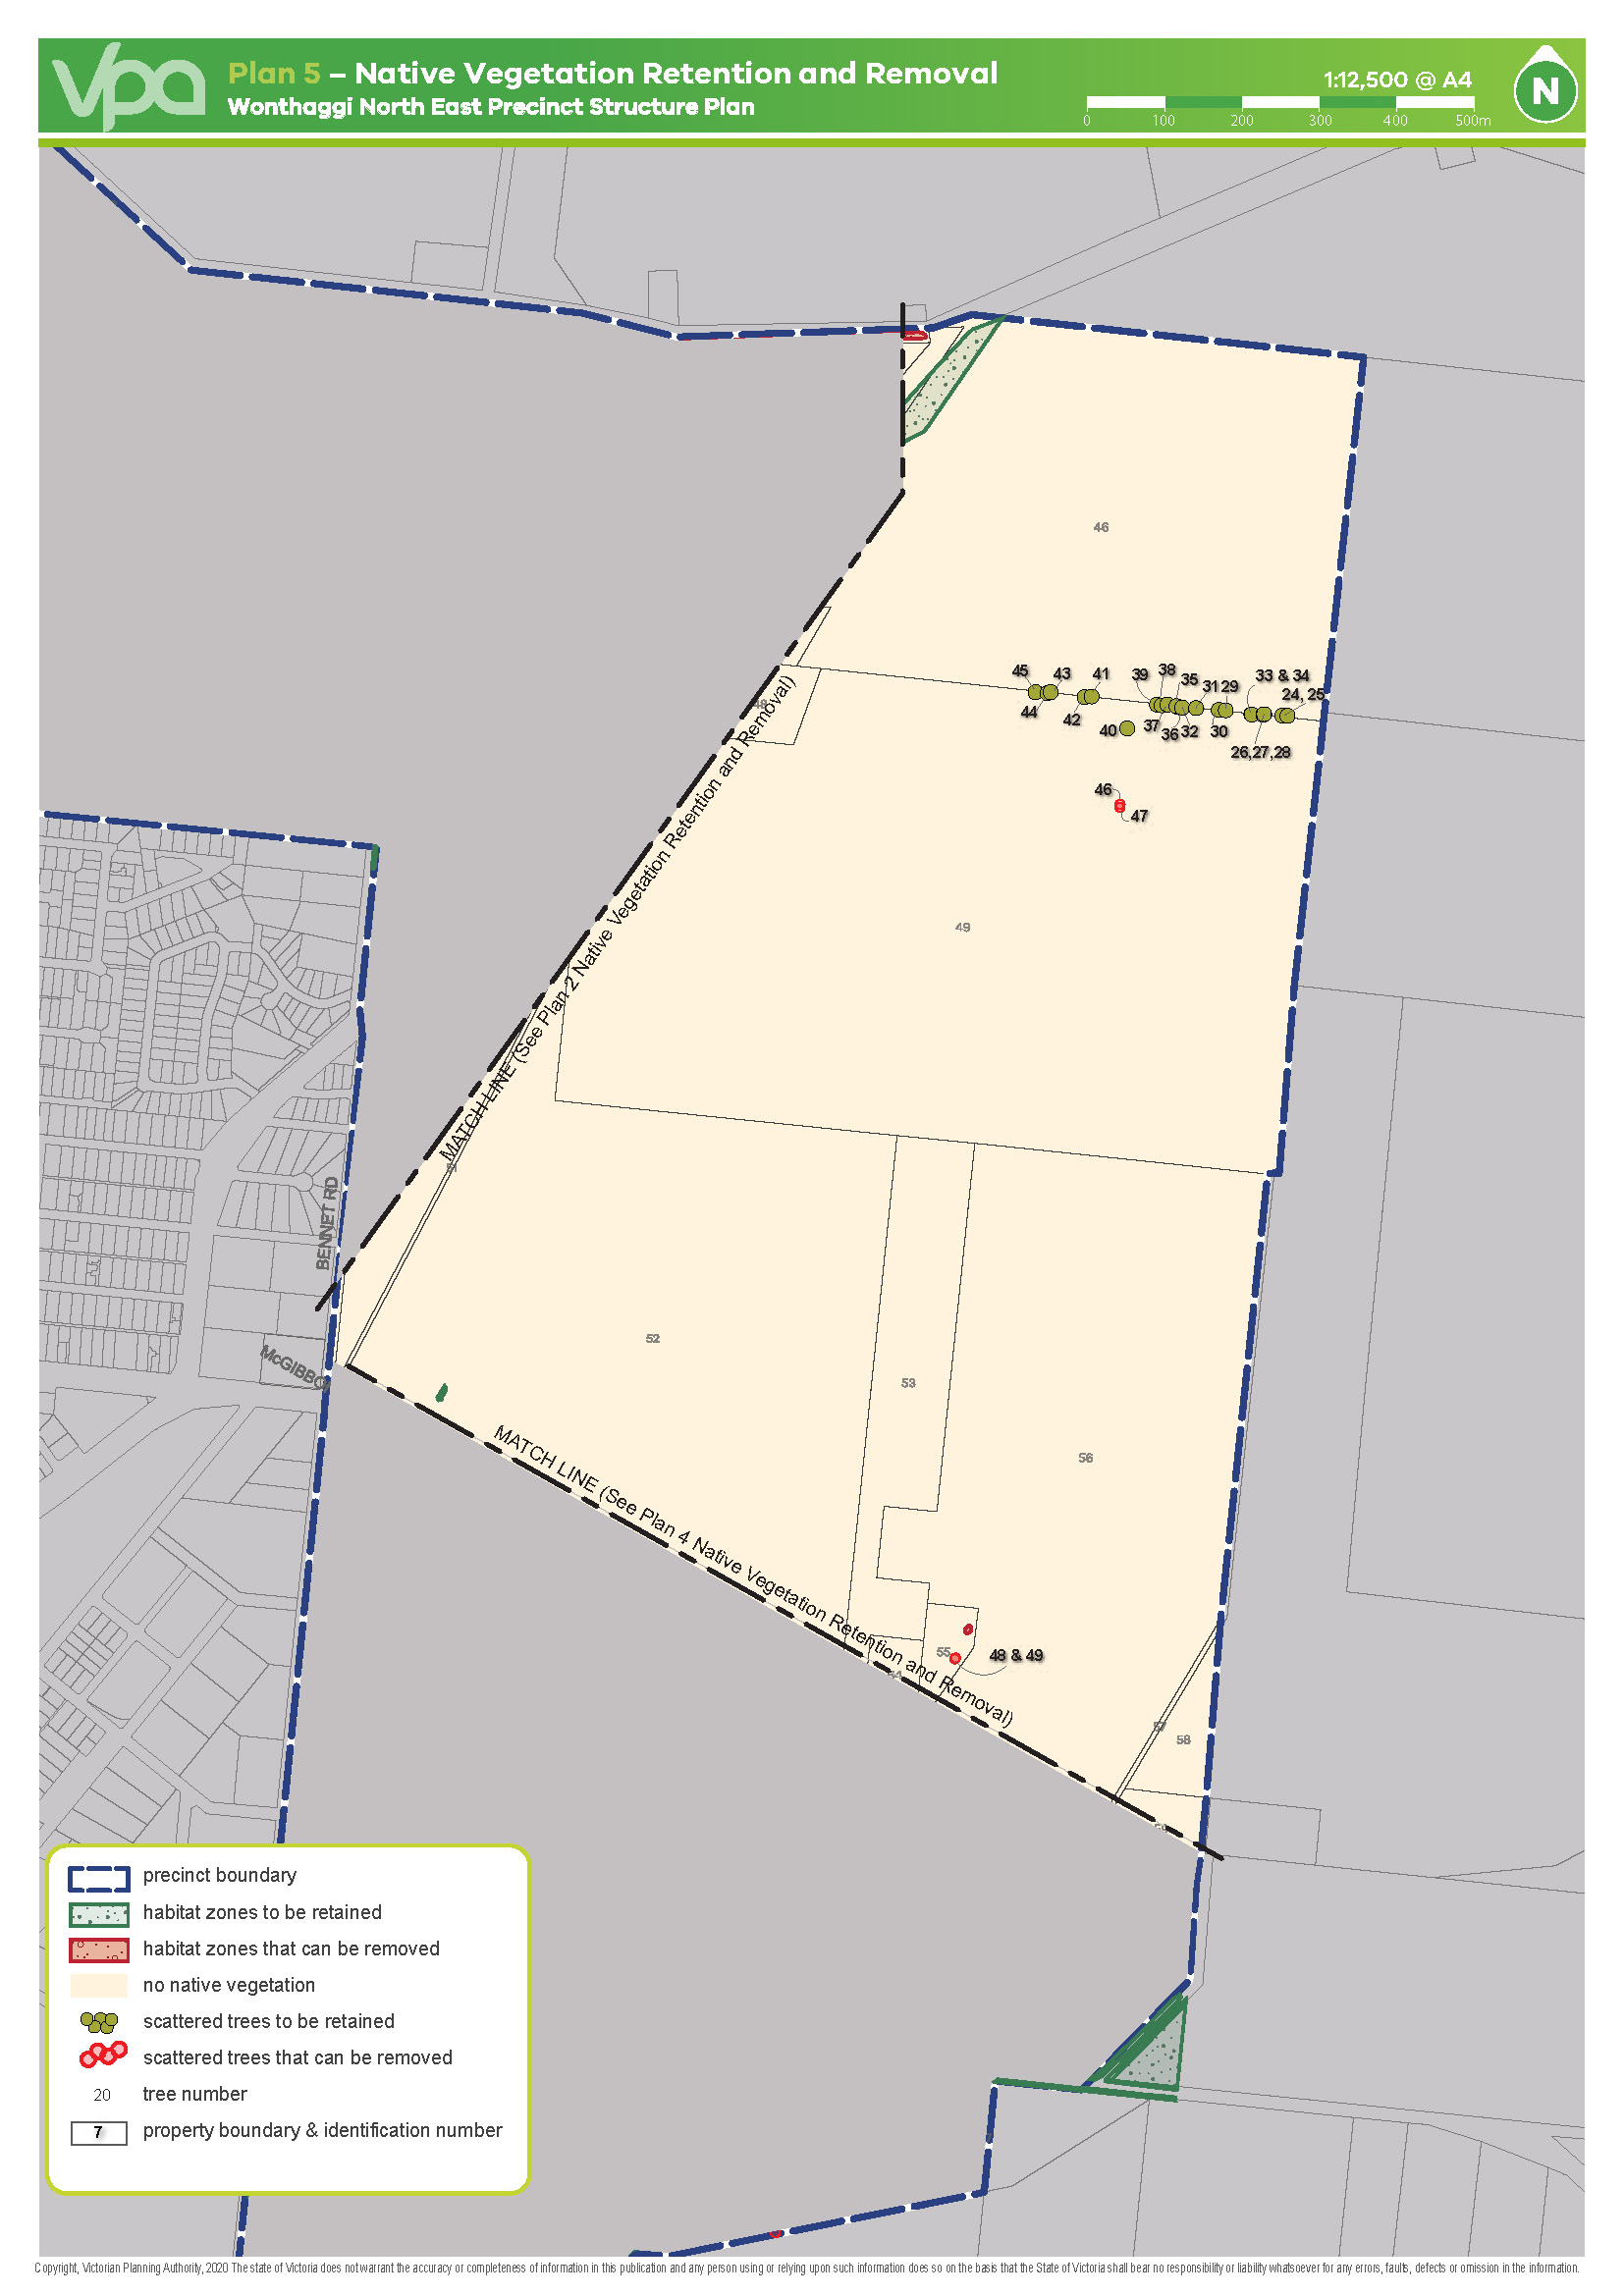 vpa
Plan 5 – Native Vegetation Retention and Removal
Wonthaggi North East Precinct Structure Plan
1:12,500 @ A4
0 100 200 300 400 500m
N
46
45 43 41 39 38 35 31 29 33 & 34
24, 25
44 42 40 37 36 32 30
26,27,28
48
46
47
49
MATCH LINE (See Plan 2 Native Vegetation Retention and Removal)
BENNET RD
52
McGIBBO
53
56
MATCH LINE (See Plan 4 Native Vegetation Retention and Removal)
55
48 & 49
57
58
precinct boundary
habitat zones to be retained
habitat zones that can be removed
no native vegetation
scattered trees to be retained
scattered trees that can be removed
20 tree number
7 property boundary & identification number
Copyright, Victorian Planning Authority, 2020 The state of Victoria does not warrant the accuracy or completeness of information in this publication and any person using or relying upon such information does so on the basis that the State of Victoria shall bear no responsibility or liability whatsoever for any errors, faults, defects or omission in the information.